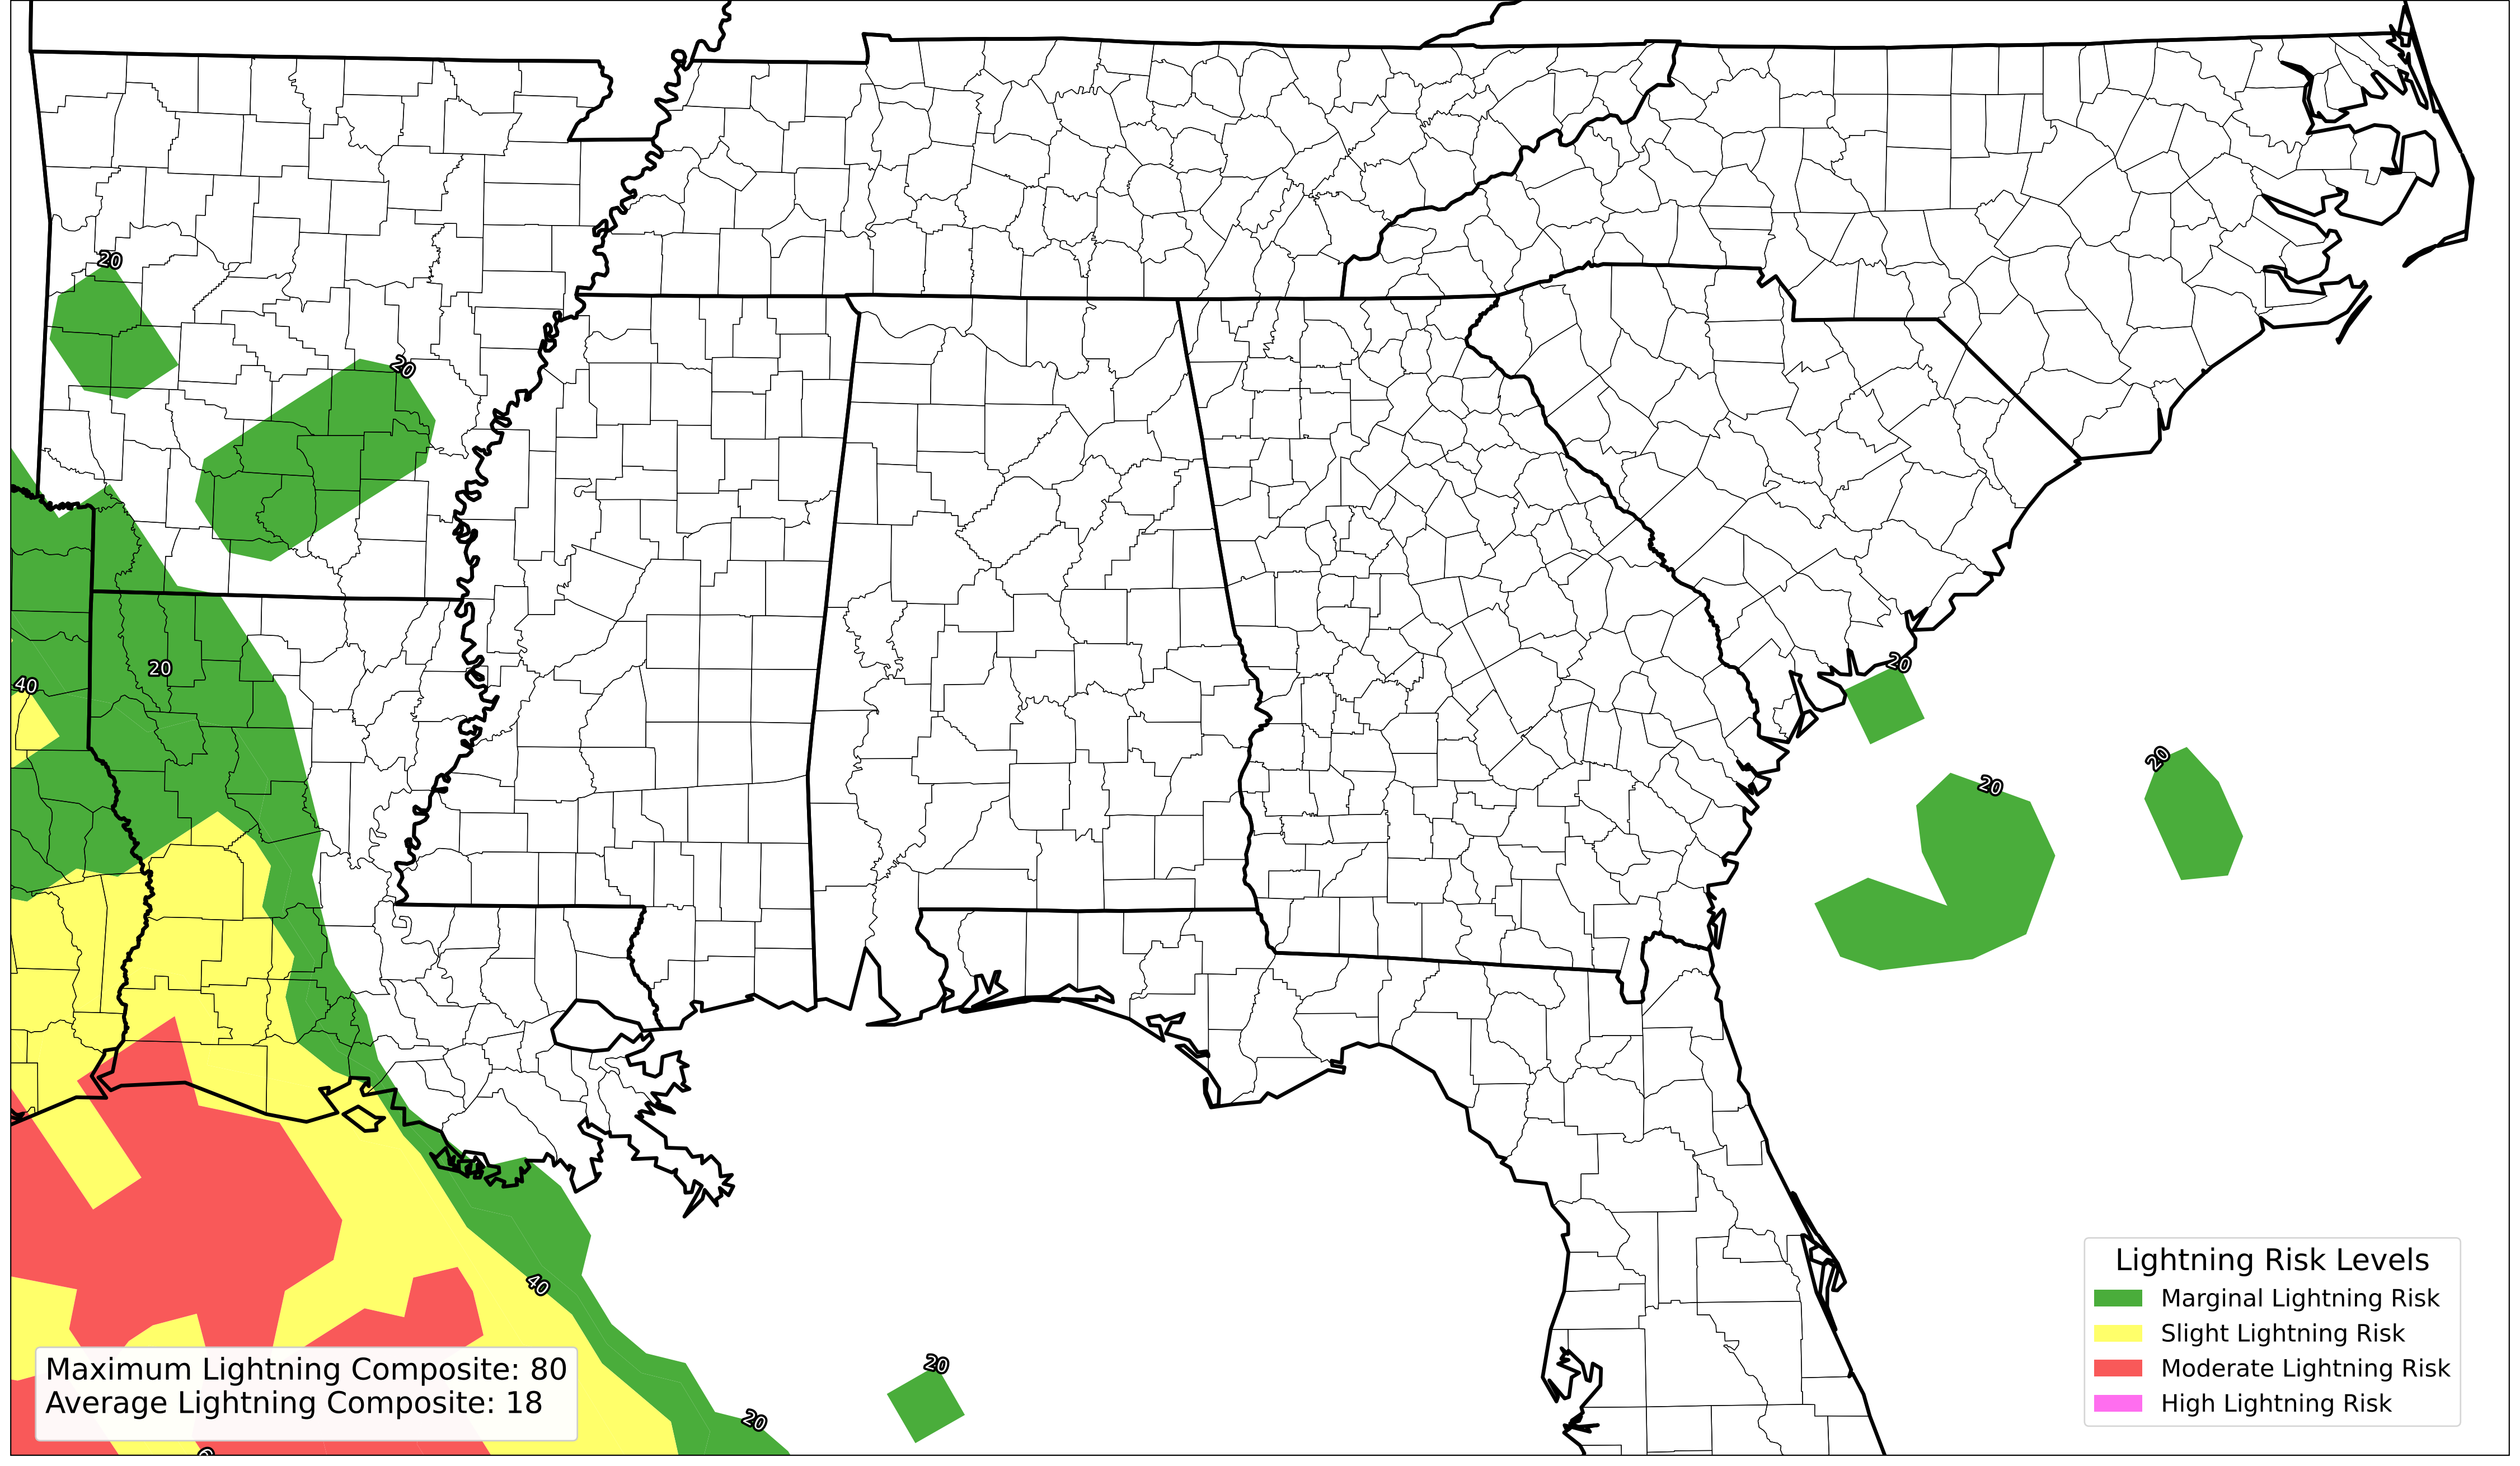 20
20
20
40
20
20
20
40
20
20
Lightning Risk Levels
Marginal Lightning Risk
Slight Lightning Risk
Moderate Lightning Risk
High Lightning Risk
Maximum Lightning Composite: 80
Average Lightning Composite: 18